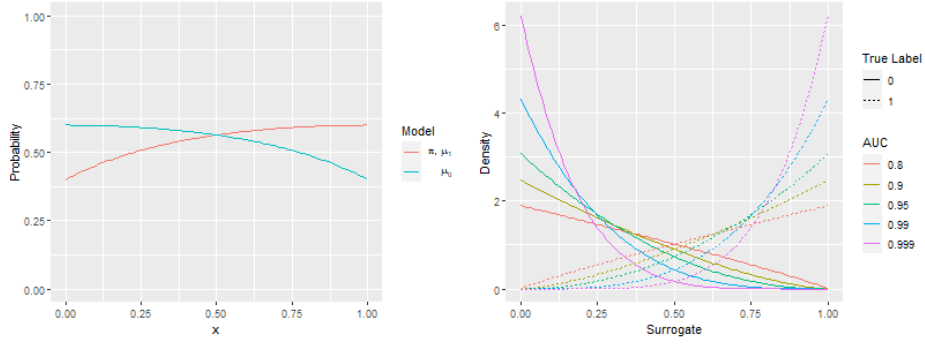 1.00
0.75
0.50
0.25
0.00
Probability
0.00 0.25 0.50 0.75 1.00
x
Model
π, μ₁
μ₀
6
4
2
0
Density
0.00 0.25 0.50 0.75 1.00
Surrogate
True Label
0
1
AUC
0.8
0.9
0.95
0.99
0.999